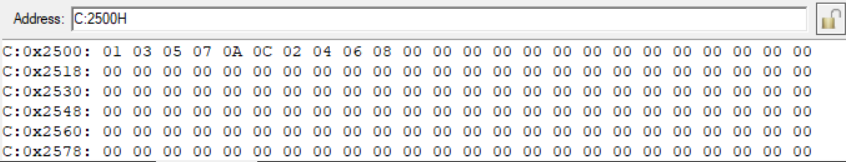 Address: C:2500H
C:0x2500: 01 03 05 07 0A 0C 02 04 06 08 00 00 00 00 00 00 00 00 00 00 00 00 00 00
C:0x2518: 00 00 00 00 00 00 00 00 00 00 00 00 00 00 00 00 00 00 00 00 00 00 00 00
C:0x2530: 00 00 00 00 00 00 00 00 00 00 00 00 00 00 00 00 00 00 00 00 00 00 00 00
C:0x2548: 00 00 00 00 00 00 00 00 00 00 00 00 00 00 00 00 00 00 00 00 00 00 00 00
C:0x2560: 00 00 00 00 00 00 00 00 00 00 00 00 00 00 00 00 00 00 00 00 00 00 00 00
C:0x2578: 00 00 00 00 00 00 00 00 00 00 00 00 00 00 00 00 00 00 00 00 00 00 00 00